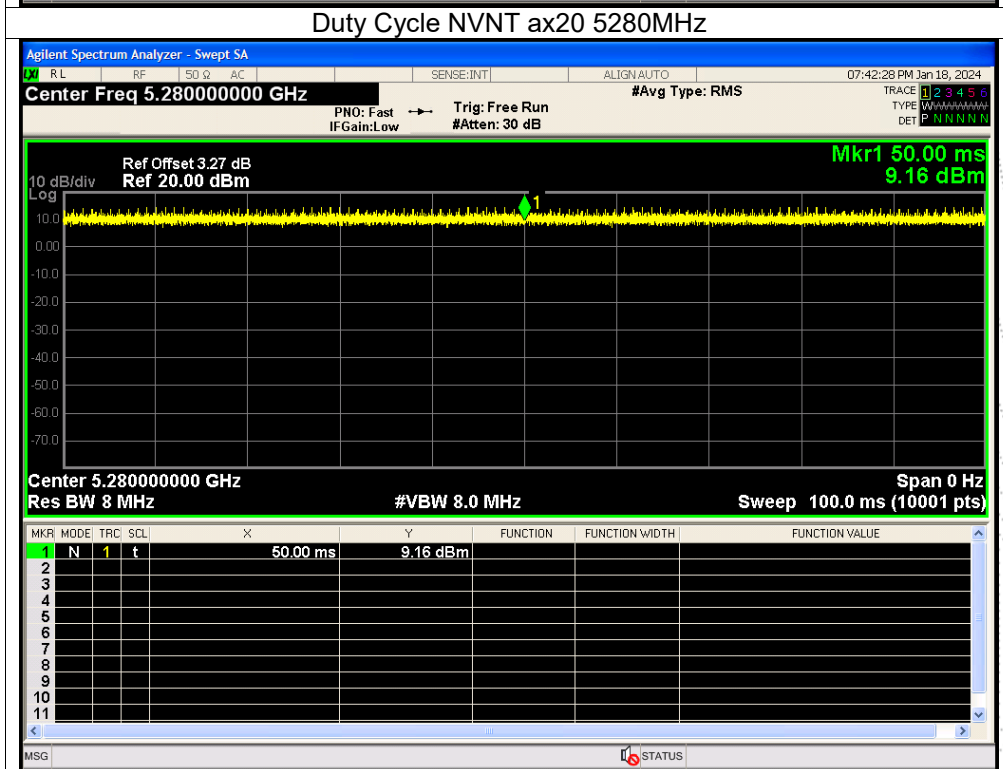 Duty Cycle NVNT ax20 5280MHz
Agilent Spectrum Analyzer - Swept SA
LXI RL RF 50 Ω AC SENSE:INT ALIGN AUTO 07:42:28 PM Jan 18, 2024
Center Freq 5.280000000 GHz #Avg Type: RMS TRACE 1 2 3 4 5 6
PNO: Fast Trig: Free Run TYPE WWWWWW
IFGain:Low #Atten: 30 dB DET P N N N N N
Mkr1 50.00 ms
Ref Offset 3.27 dB
10 dB/div Ref 20.00 dBm 9.16 dBm
Log
1
10.0
0.00
-10.0
-20.0
-30.0
-40.0
-50.0
-60.0
-70.0
Center 5.280000000 GHz Span 0 Hz
Res BW 8 MHz #VBW 8.0 MHz Sweep 100.0 ms (10001 pts)
MKR MODE TRC SCL X Y FUNCTION FUNCTION WIDTH FUNCTION VALUE
1 N 1 t 50.00 ms 9.16 dBm
2
3
4
5
6
7
8
9
10
11
MSG STATUS